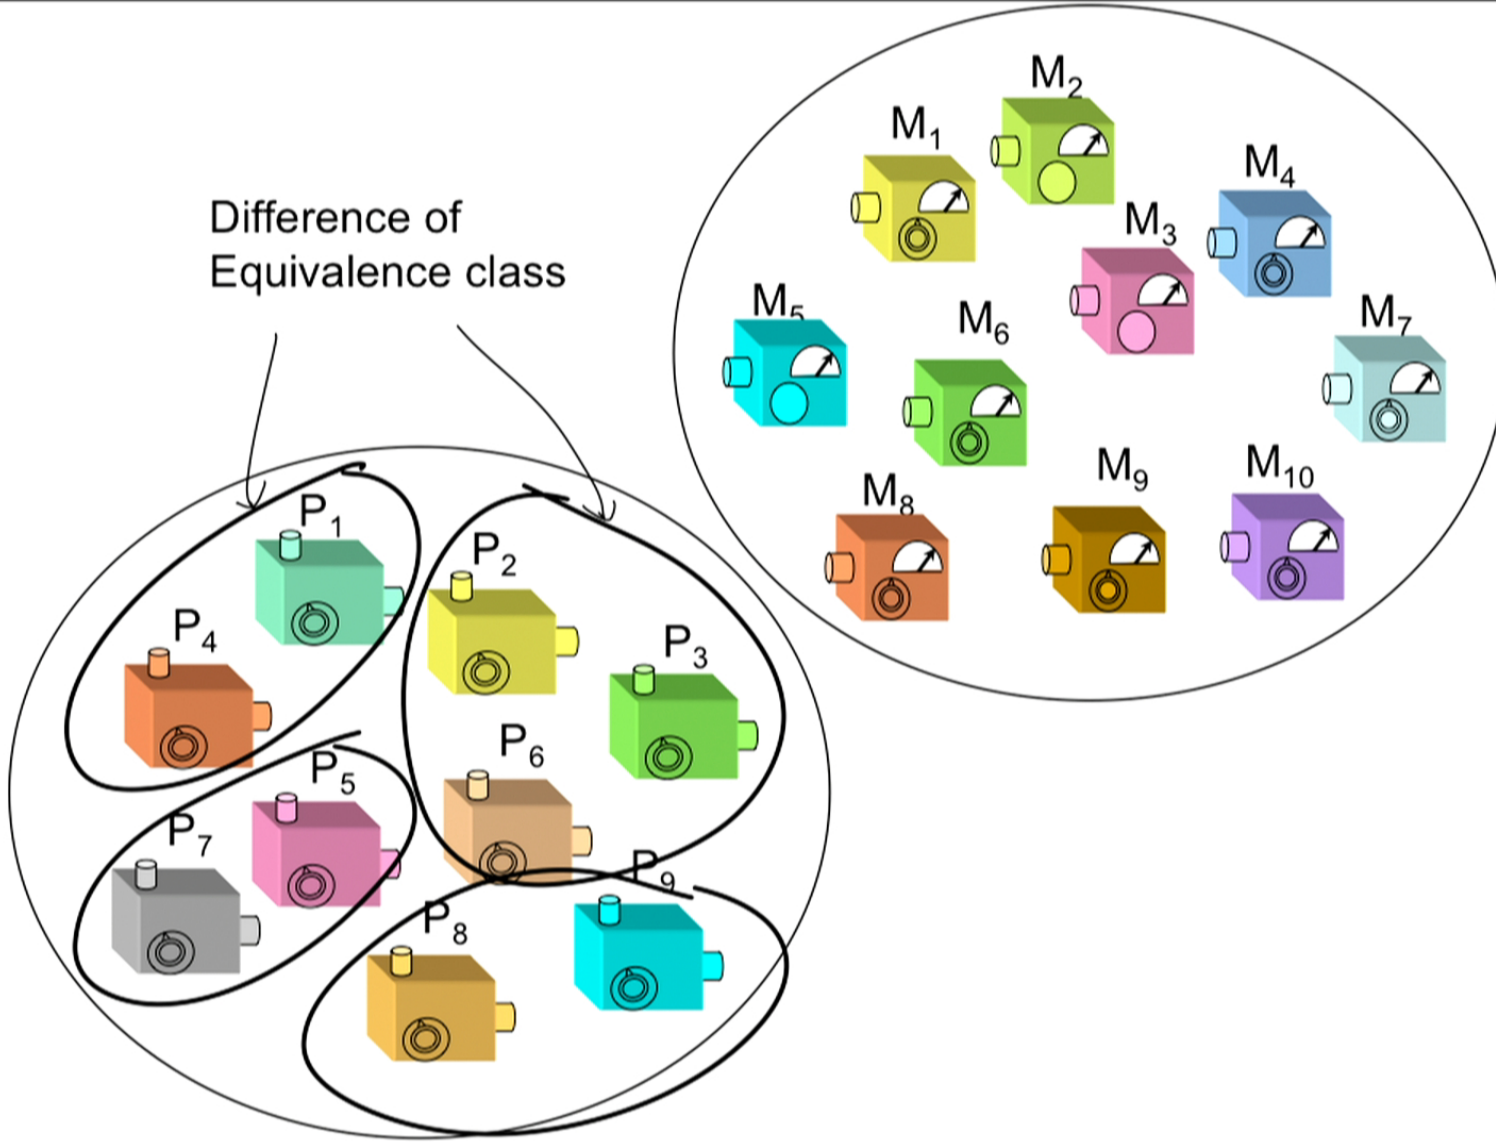 Difference of
Equivalence class
M₁
M₂
M₃
M₄
M₅
M₆
M₇
M₈
M₉
M₁₀
P₁
P₂
P₃
P₄
P₅
P₆
P₇
P₈
P₉